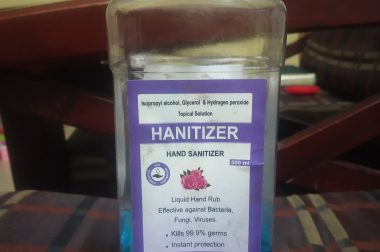 Isopropyl alcohol, Glycerol & Hydrogen peroxide
Topical Solution
HANITIZER
HAND SANITIZER
500 ml
Liquid Hand Rub
Effective against Bacteria,
Fungi, Viruses.
• Kills 99.9% germs
• Instant protection